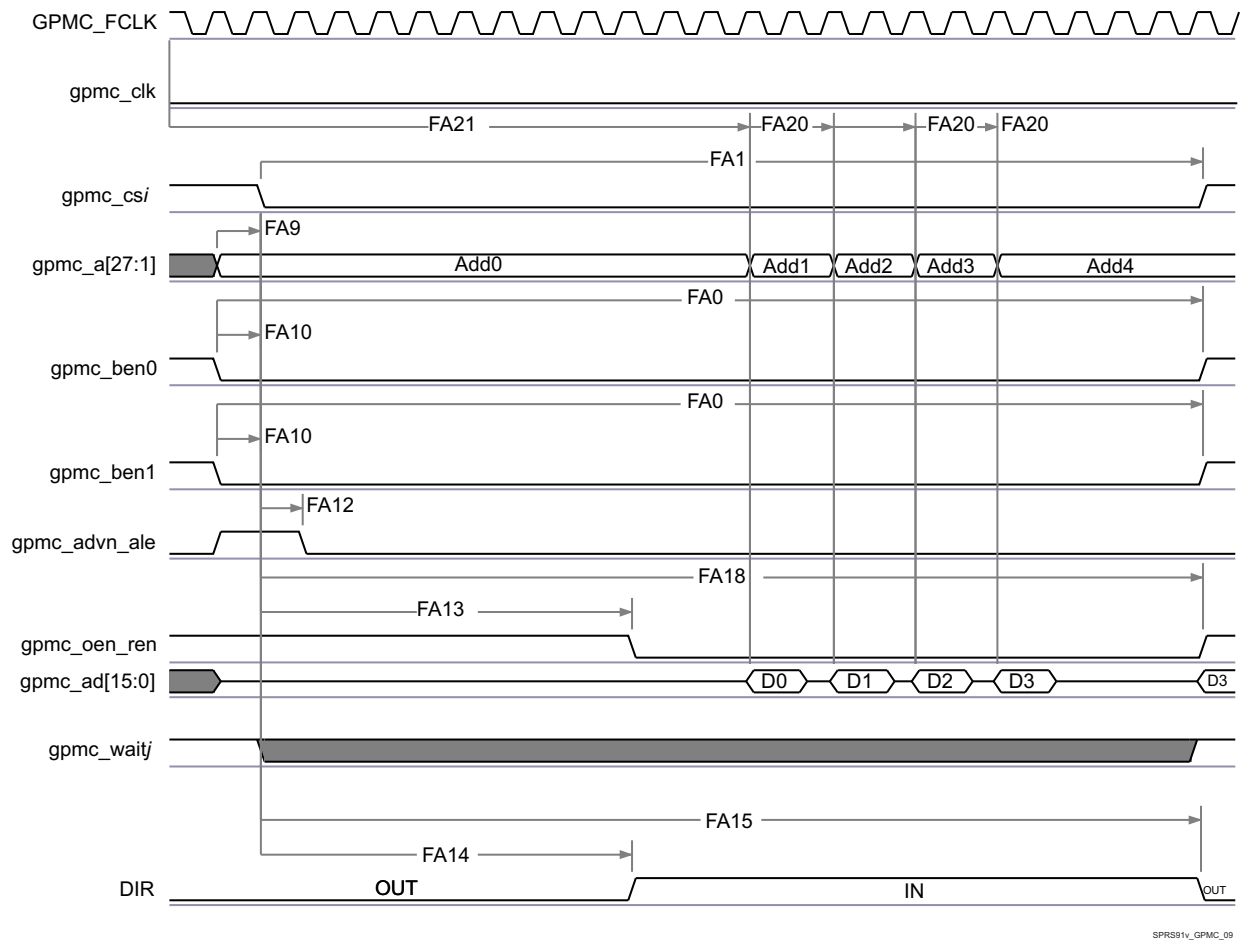 GPMC_FCLK
gpmc_clk
FA21 FA20 FA20 FA20
FA1
gpmc_csi
FA9
gpmc_a[27:1] Add0 Add1 Add2 Add3 Add4
FA0
FA10
gpmc_ben0
FA0
FA10
gpmc_ben1
FA12
gpmc_advn_ale
FA18
FA13
gpmc_oen_ren
gpmc_ad[15:0] D0 D1 D2 D3 D3
gpmc_waitj
FA15
FA14
DIR OUT IN OUT
SPRS91v_GPMC_09